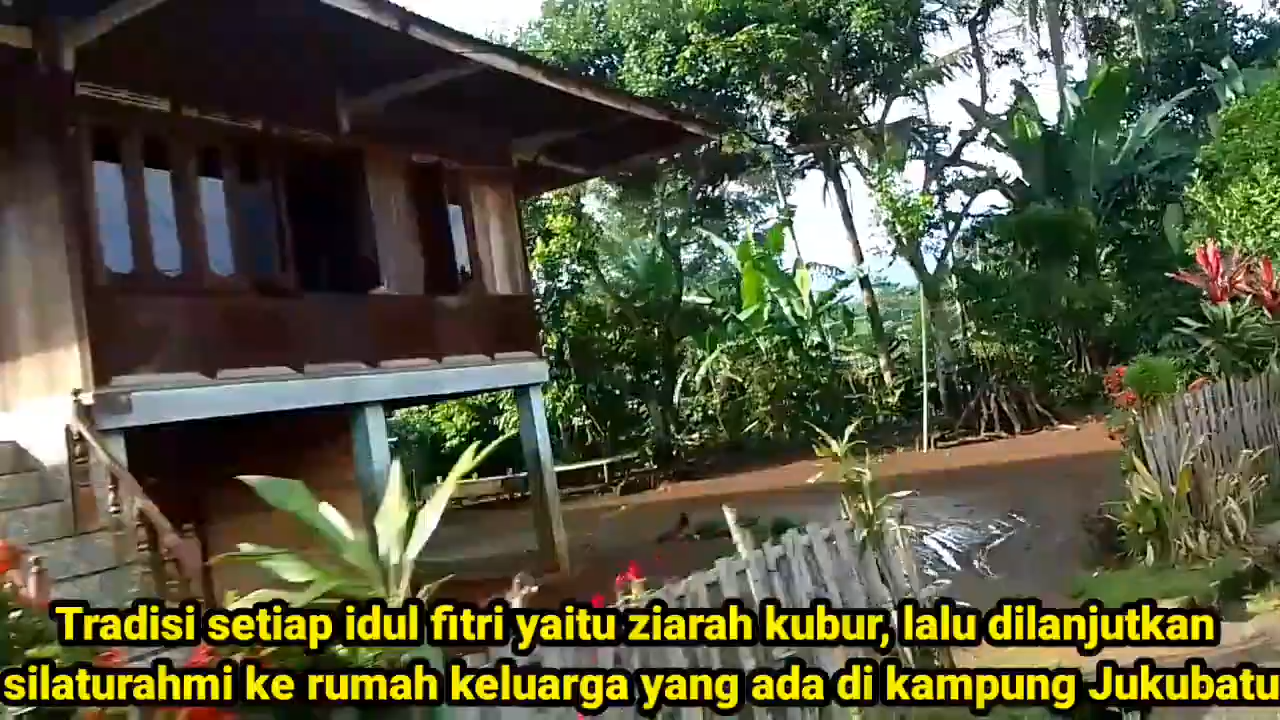 Tradisi setiap idul fitri yaitu ziarah kubur, lalu dilanjutkan
silaturahmi ke rumah keluarga yang ada di kampung Jukubatu